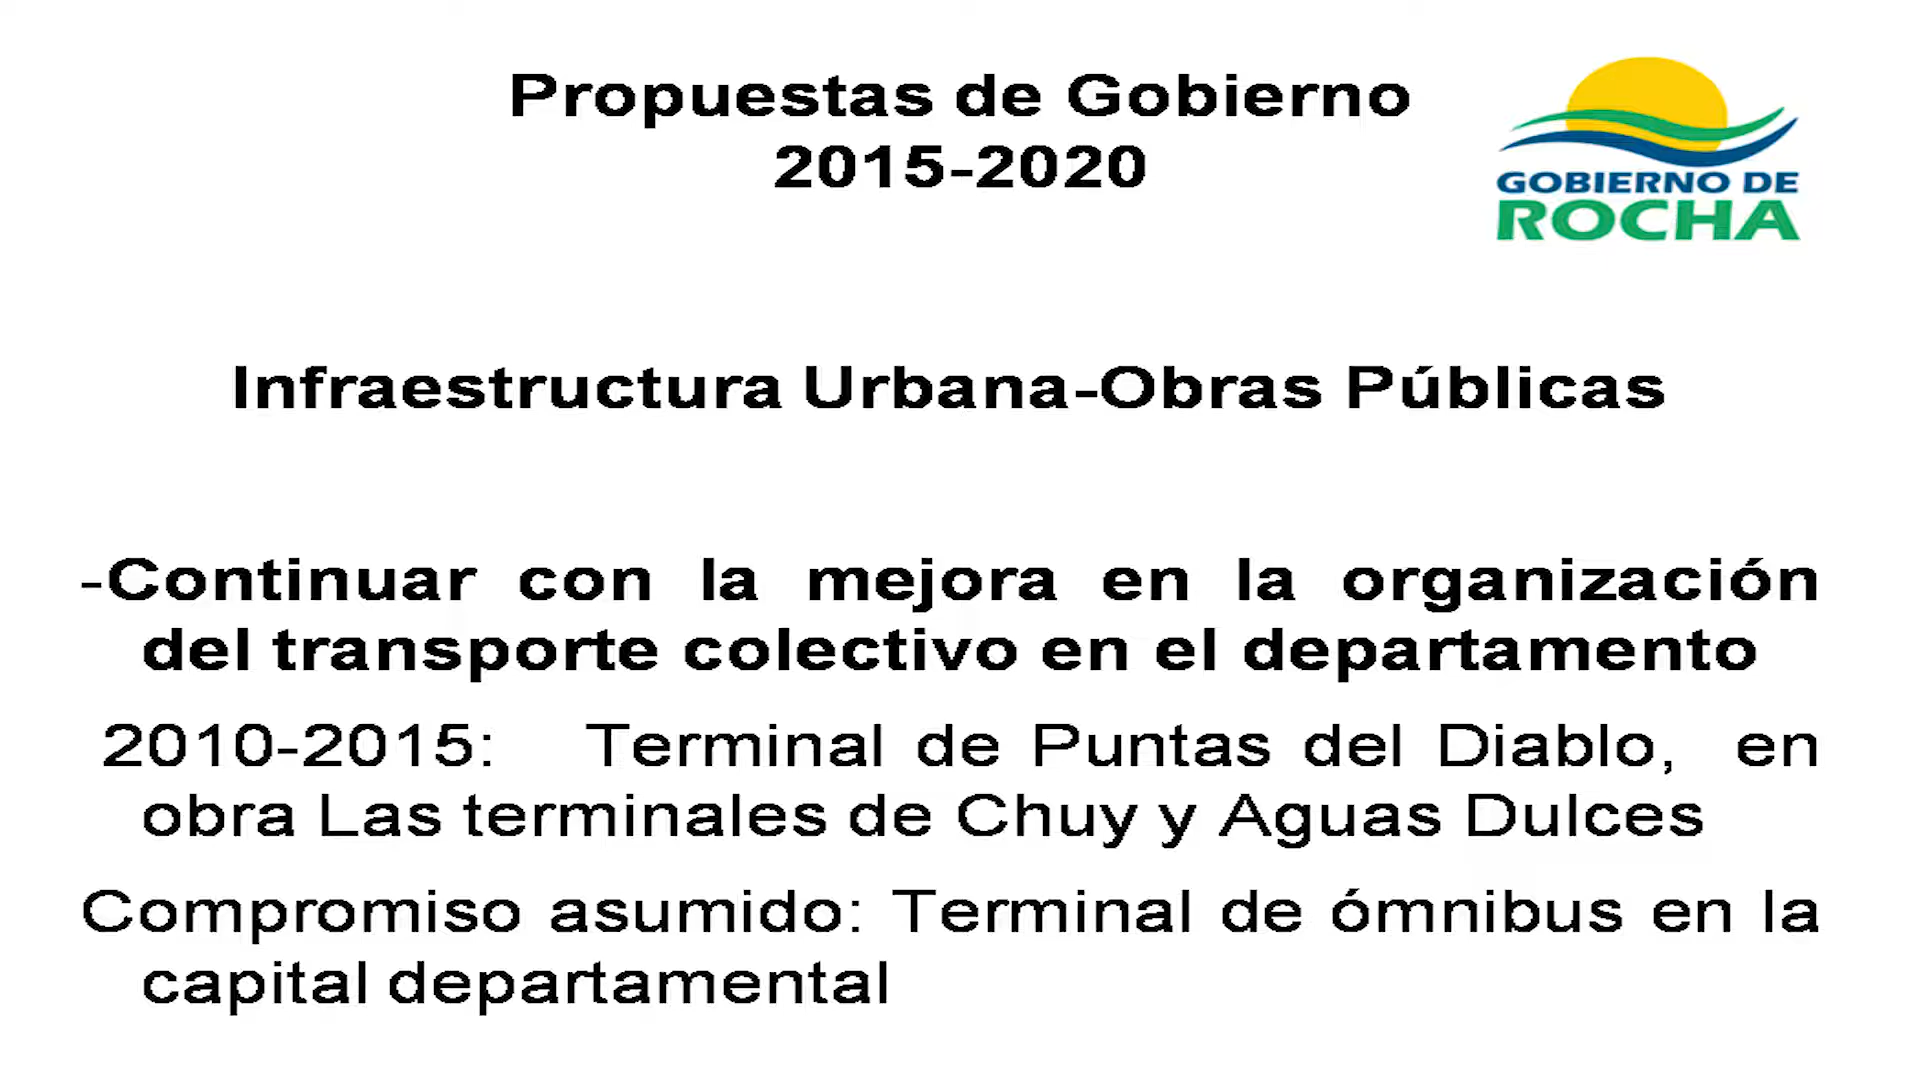 Propuestas de Gobierno
2015-2020
GOBIERNO DE
ROCHA
Infraestructura Urbana-Obras Públicas
-Continuar con la mejora en la organización
del transporte colectivo en el departamento
2010-2015: Terminal de Puntas del Diablo, en
obra Las terminales de Chuy y Aguas Dulces
Compromiso asumido: Terminal de ómnibus en la
capital departamental